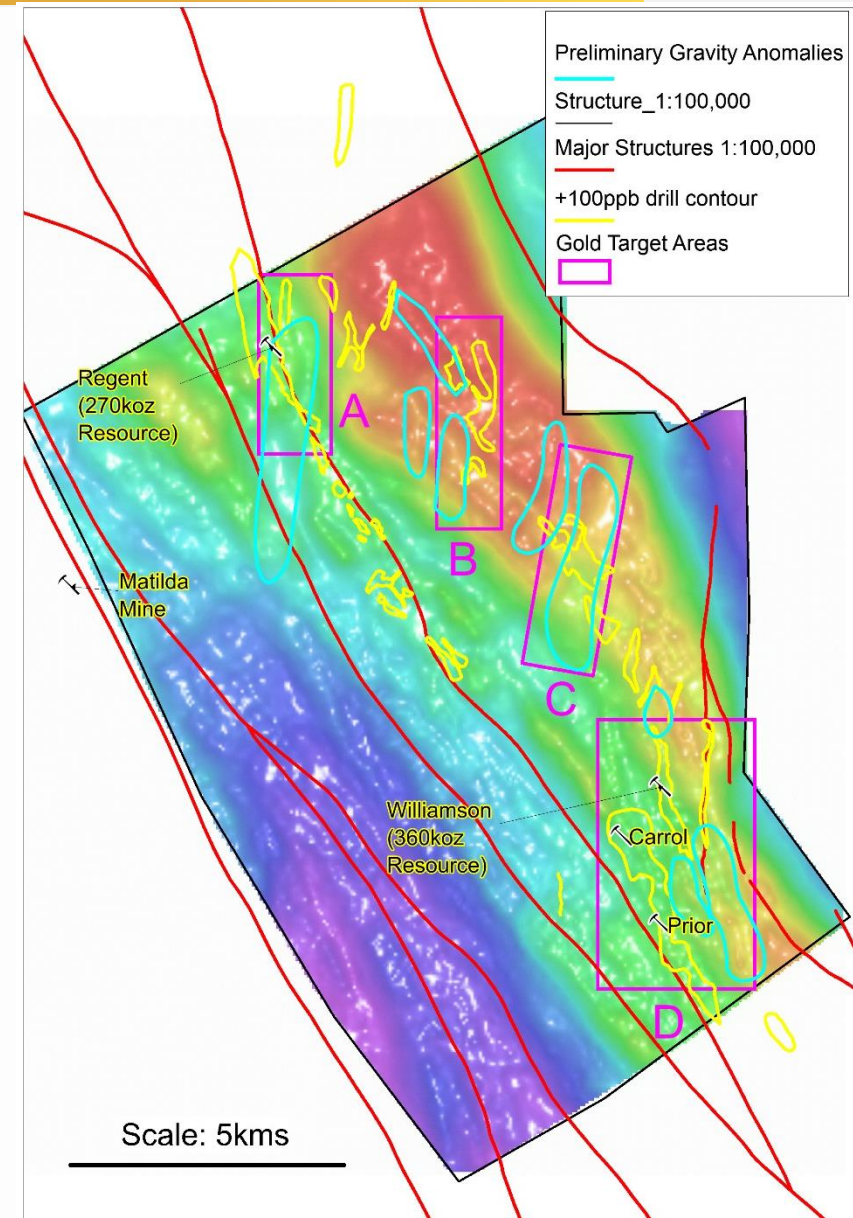 Preliminary Gravity Anomalies
Structure_1:100,000
Major Structures 1:100,000
+100ppb drill contour
Gold Target Areas
Regent
(270koz
Resource)
A
B
Matilda
Mine
C
Williamson
(360koz
Resource)
Carrol
Prior
D
Scale: 5kms